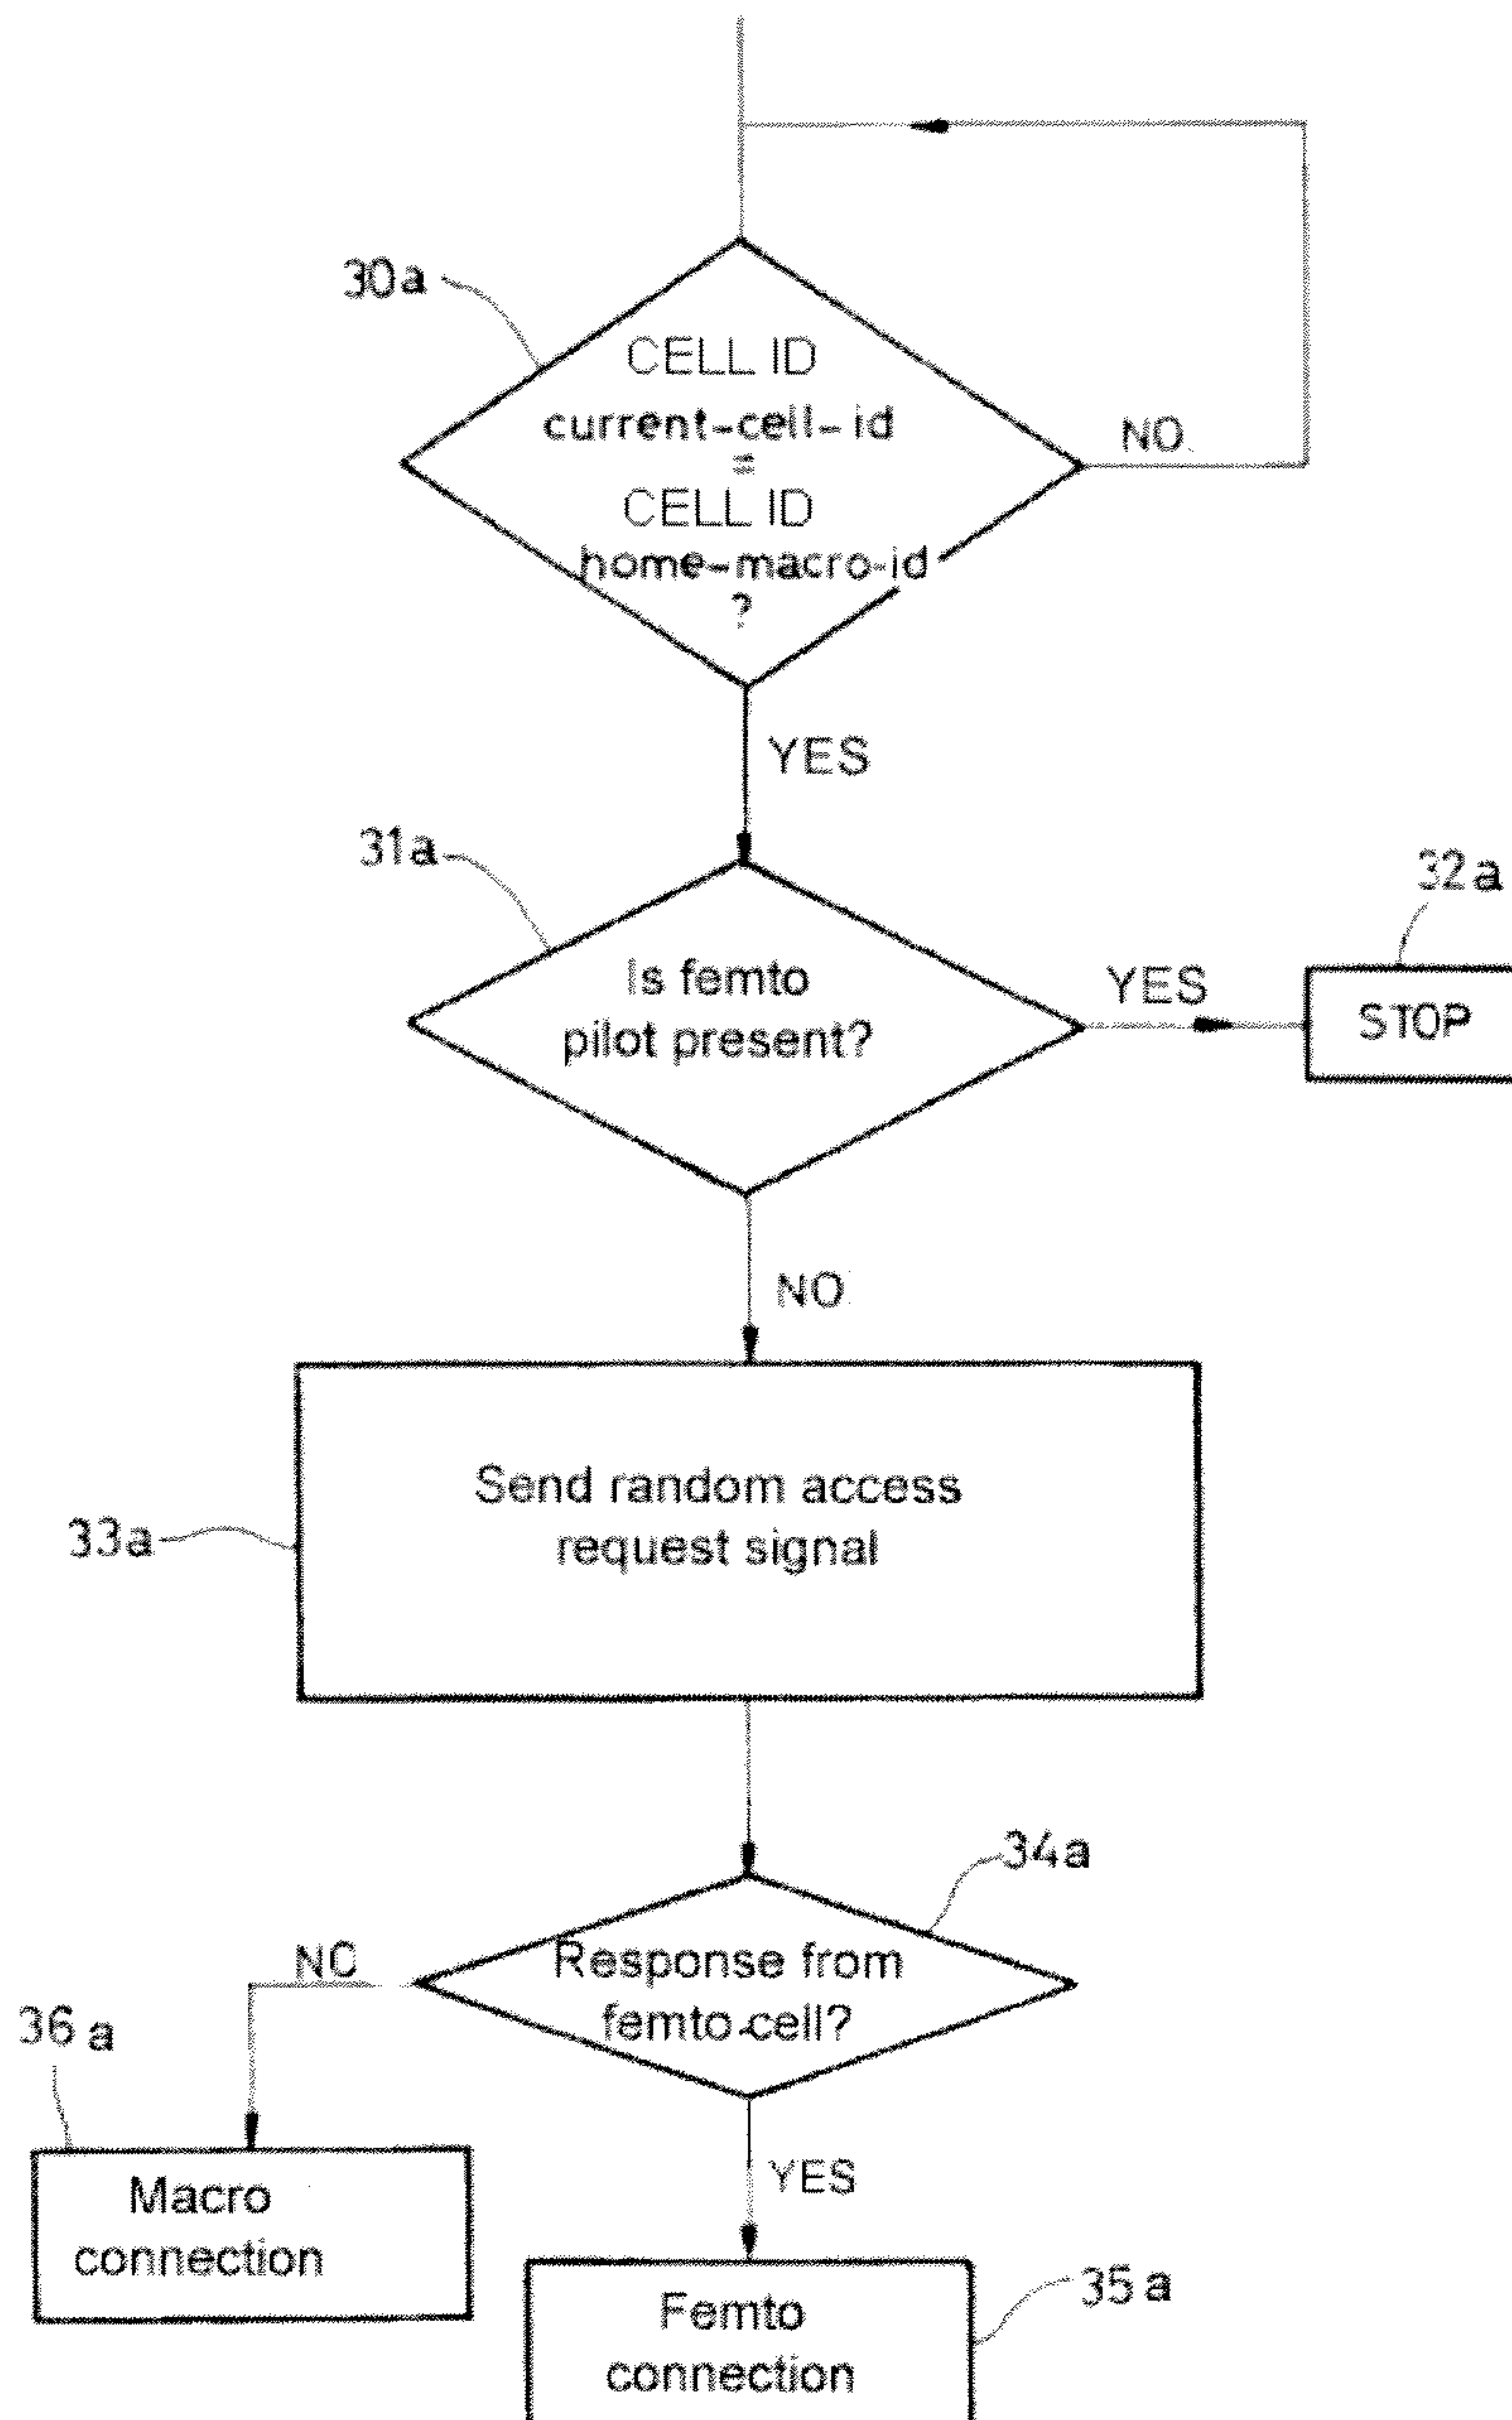 30a
CELL ID
current-cell-id
=
CELL ID
home-macro-id
?
NO
YES
31a
Is femto
pilot present?
YES
32a
STOP
NO
33a
Send random access
request signal
34a
Response from
femto-cell?
NO
36a
Macro
connection
YES
35a
Femto
connection